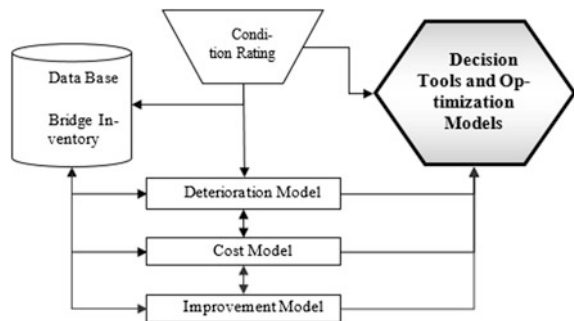 Condi-
tion Rating
Data Base
Bridge In-
ventory
Decision
Tools and Op-
timization
Models
Deterioration Model
Cost Model
Improvement Model